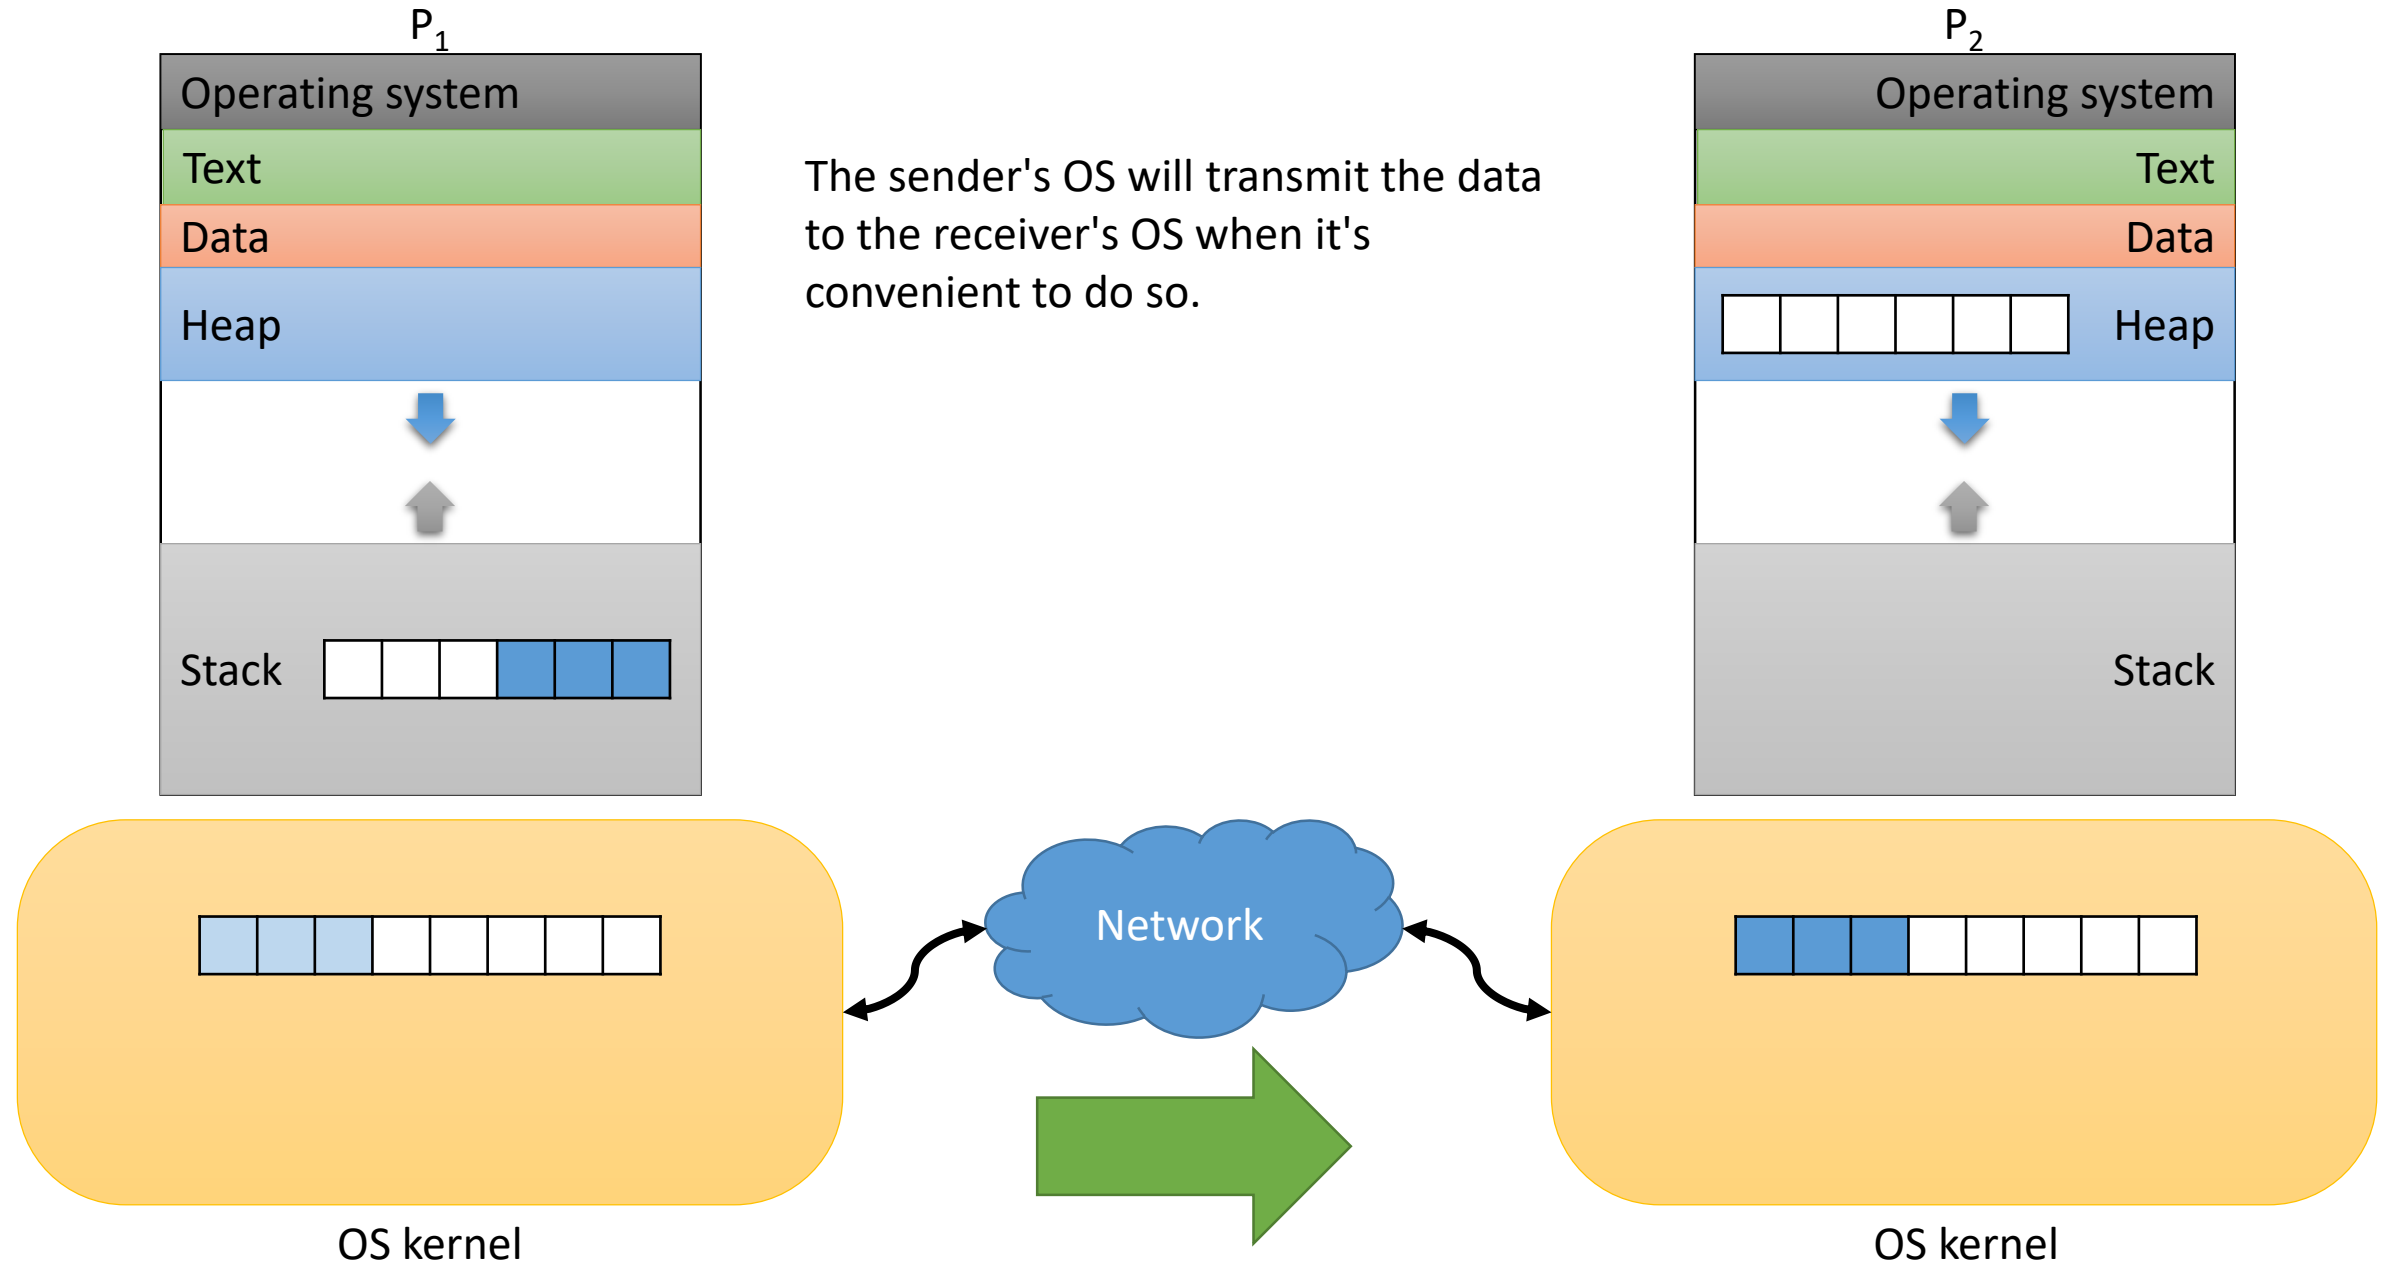 P₁
Operating system
Text
Data
Heap
Stack
OS kernel
The sender's OS will transmit the data
to the receiver's OS when it's
convenient to do so.
Network
P₂
Operating system
Text
Data
Heap
Stack
OS kernel